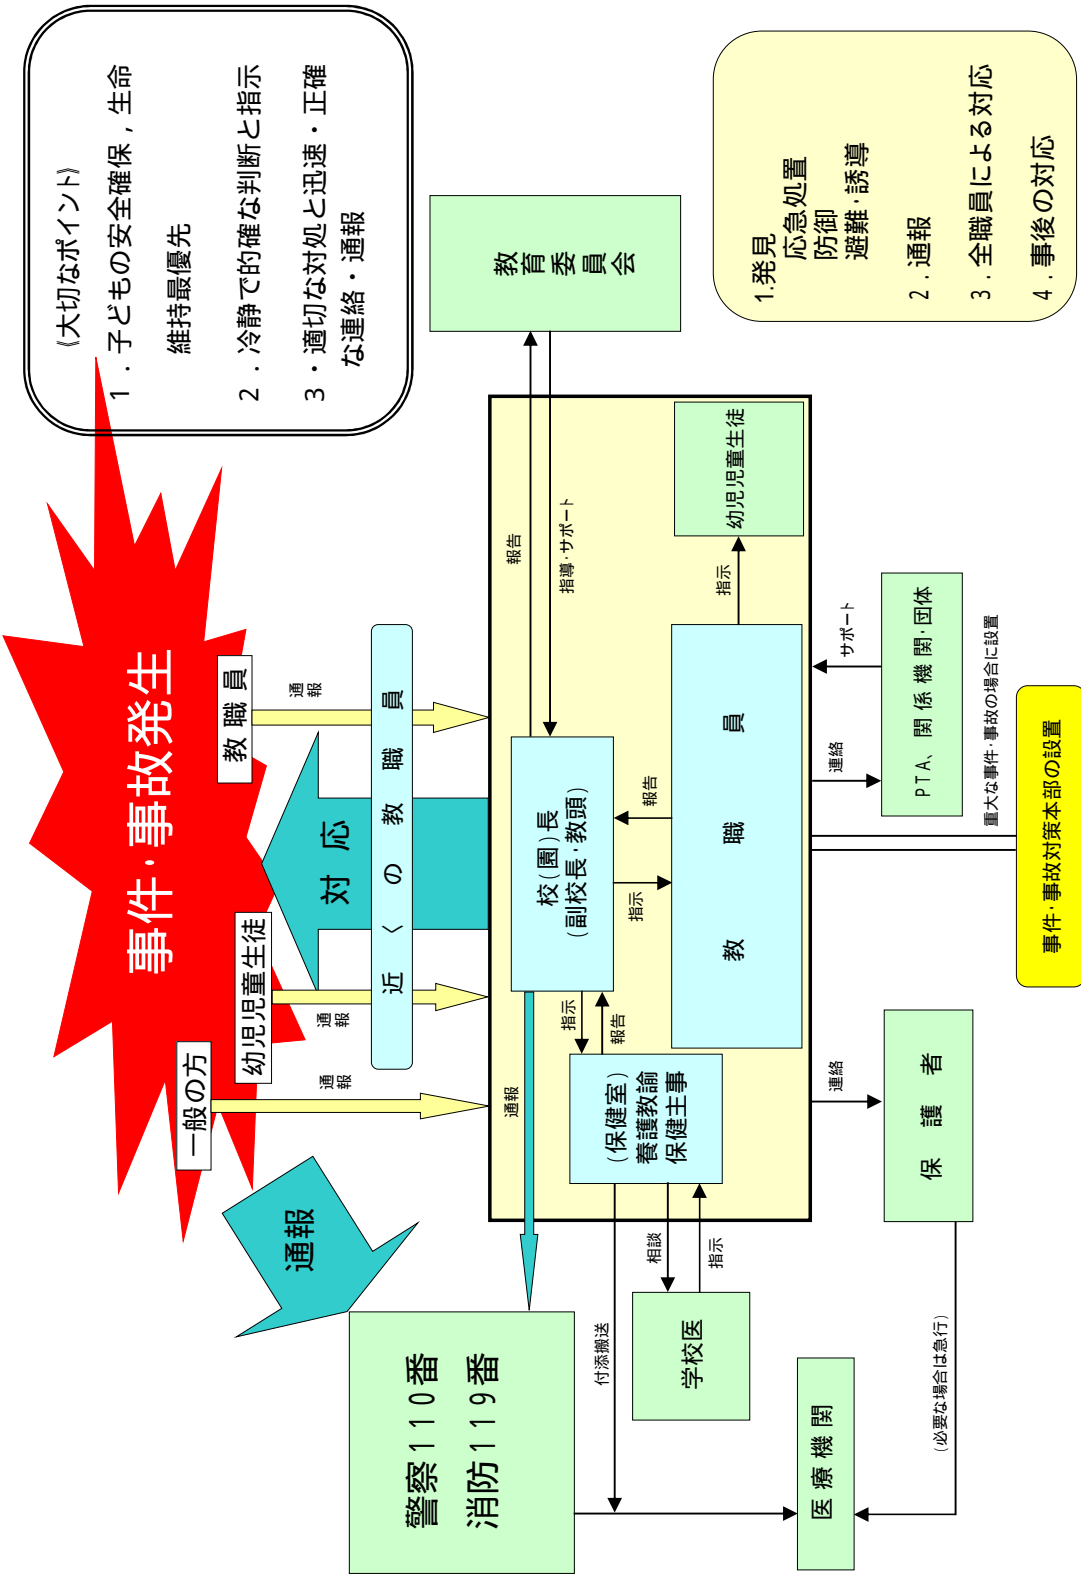 《大切なポイント》
１．子どもの安全確保，生命
維持最優先
２．冷静で的確な判断と指示
３・適切な対処と迅速・正確
な連絡・通報
事件・事故発生
教職員
幼児児童生徒
一般の方
通報
通報
通報
対応
近くの教職員
通報
警察１１０番
消防１１９番
通報
校(園)長
(副校長・教頭)
報告
指導・サポート
教育委員会
指示
報告
(保健室)
養護教諭
保健主事
指示
報告
教職員
指示
幼児児童生徒
付添搬送
相談
指示
学校医
医療機関
連絡
保護者
(必要な場合は急行)
連絡
サポート
ＰＴＡ、関係機関・団体
重大な事件・事故の場合に設置
事件・事故対策本部の設置
1.発見
応急処置
防御
避難・誘導
２．通報
３．全職員による対応
４．事後の対応